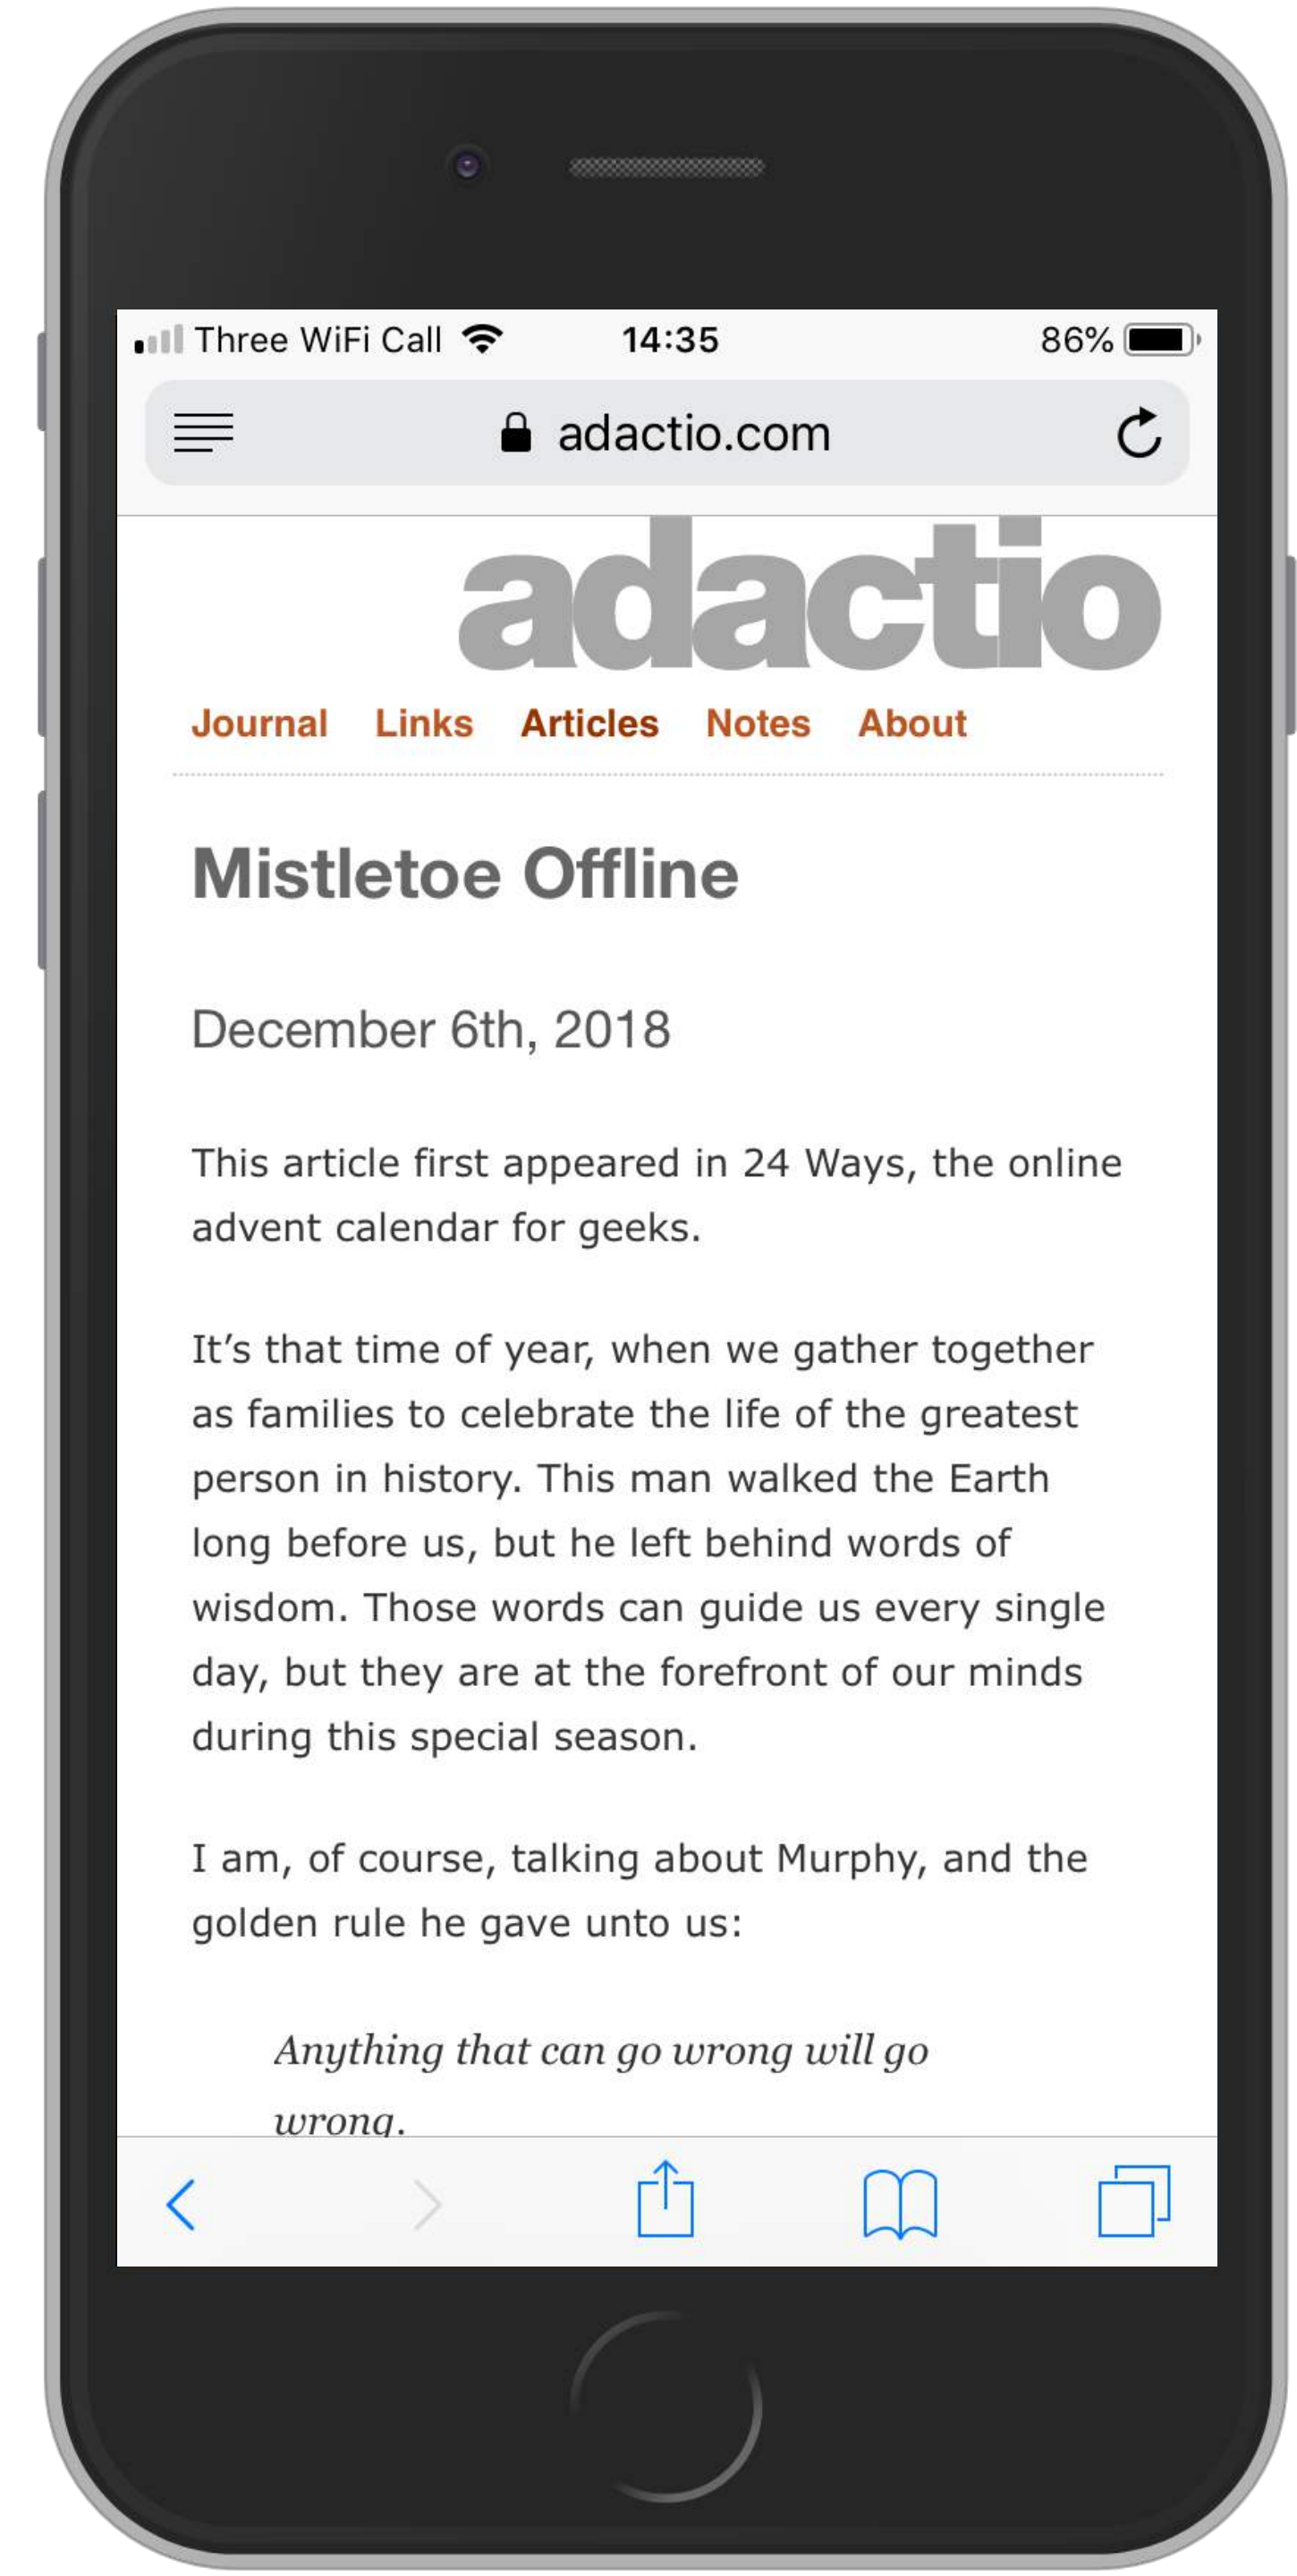 Three WiFi Call 14:35 86%
adactio.com
adactio
Journal Links Articles Notes About
Mistletoe Offline
December 6th, 2018
This article first appeared in 24 Ways, the online
advent calendar for geeks.
It’s that time of year, when we gather together
as families to celebrate the life of the greatest
person in history. This man walked the Earth
long before us, but he left behind words of
wisdom. Those words can guide us every single
day, but they are at the forefront of our minds
during this special season.
I am, of course, talking about Murphy, and the
golden rule he gave unto us:
Anything that can go wrong will go
wrong.